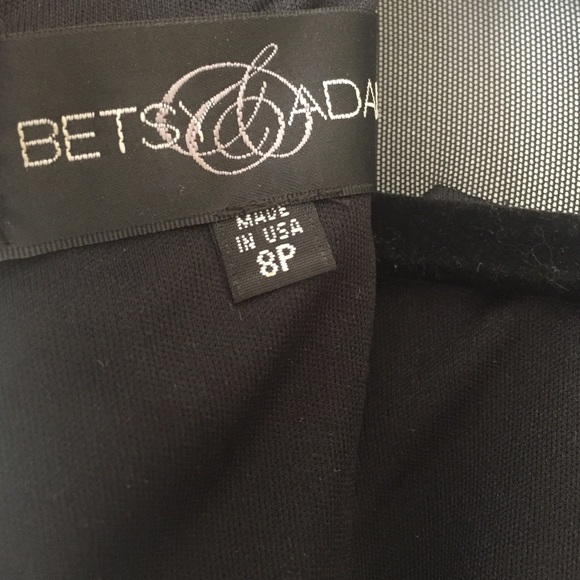 BETSY & ADA
MADE
IN USA
8P